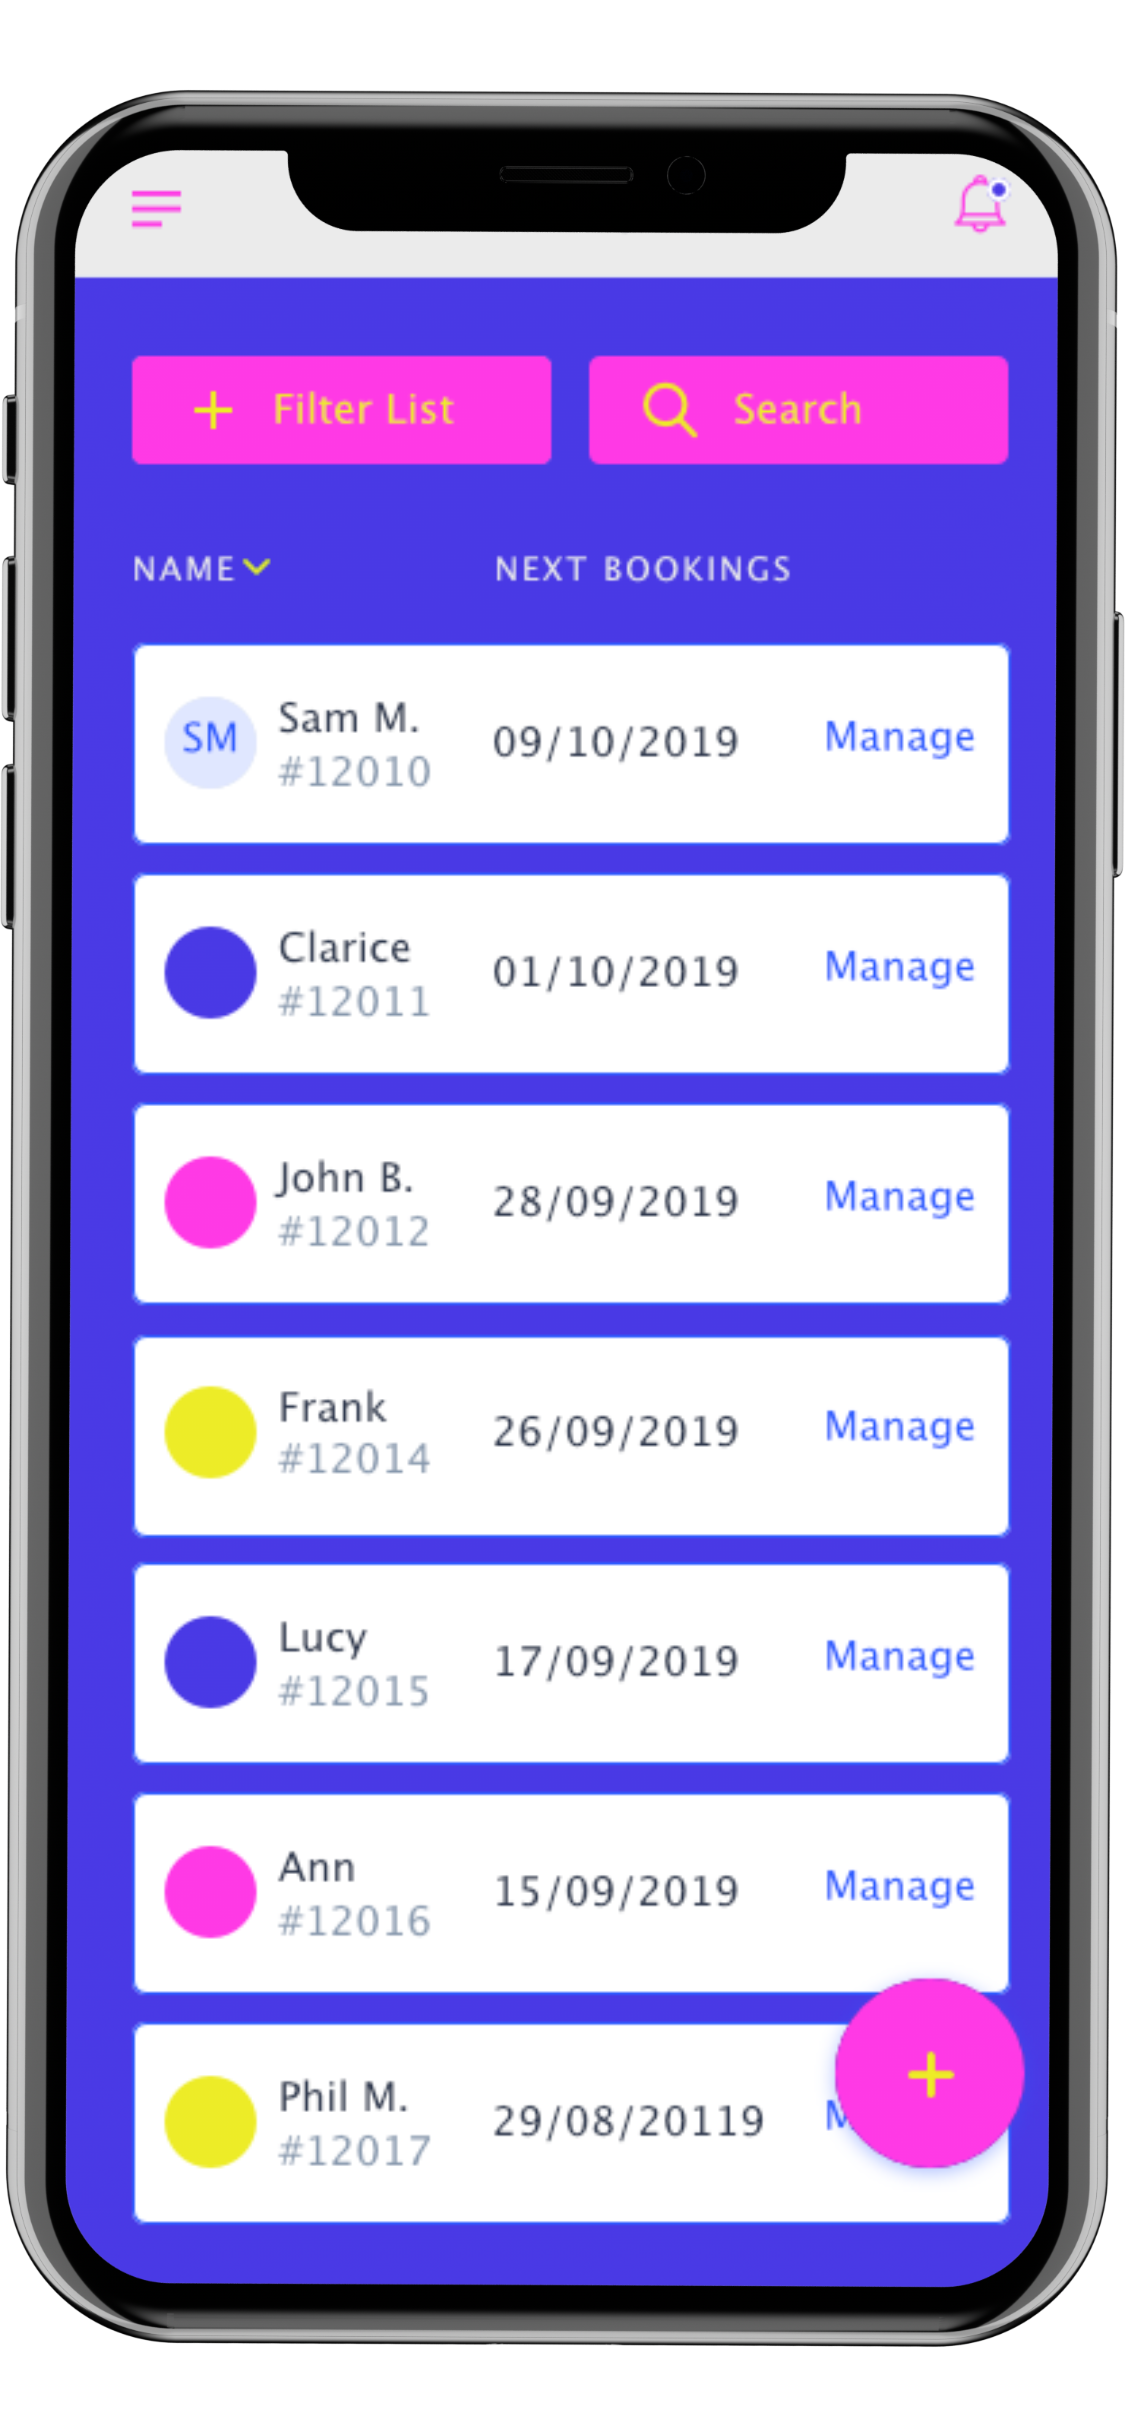 Filter List
Search
NAME
NEXT BOOKINGS
SM
Sam M.
#12010
09/10/2019
Manage
Clarice
#12011
01/10/2019
Manage
John B.
#12012
28/09/2019
Manage
Frank
#12014
26/09/2019
Manage
Lucy
#12015
17/09/2019
Manage
Ann
#12016
15/09/2019
Manage
Phil M.
#12017
29/08/20119